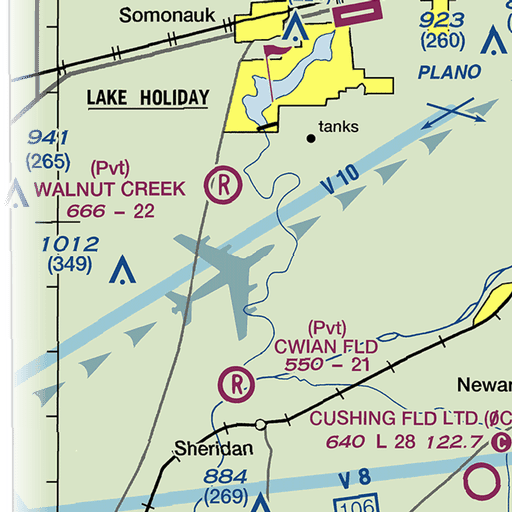 Somonauk
923
(260)
PLANO
LAKE HOLIDAY
tanks
941
(265)
(Pvt)
R
WALNUT CREEK
666 – 22
V 10
1012
(349)
(Pvt)
CWIAN FLD
550 – 21
R
Newar
CUSHING FLD LTD (ØC
640 L 28 122.7 C
Sheridan
884
(269)
V 8
106